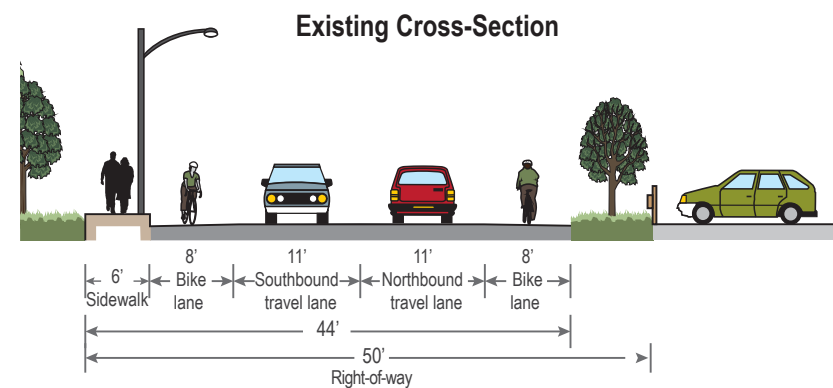 Existing Cross-Section
6’
Sidewalk
8’
Bike
lane
11’
Southbound
travel lane
11’
Northbound
travel lane
8’
Bike
lane
44’
50’
Right-of-way